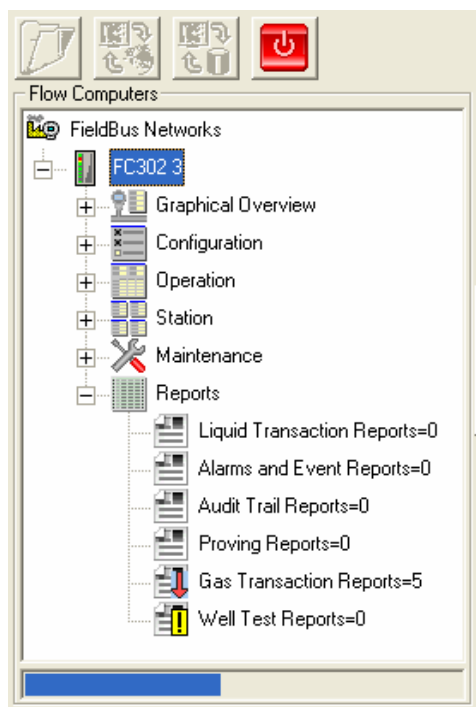 Flow Computers
FieldBus Networks
FC302 3
Graphical Overview
Configuration
Operation
Station
Maintenance
Reports
Liquid Transaction Reports=0
Alarms and Event Reports=0
Audit Trail Reports=0
Proving Reports=0
Gas Transaction Reports=5
Well Test Reports=0